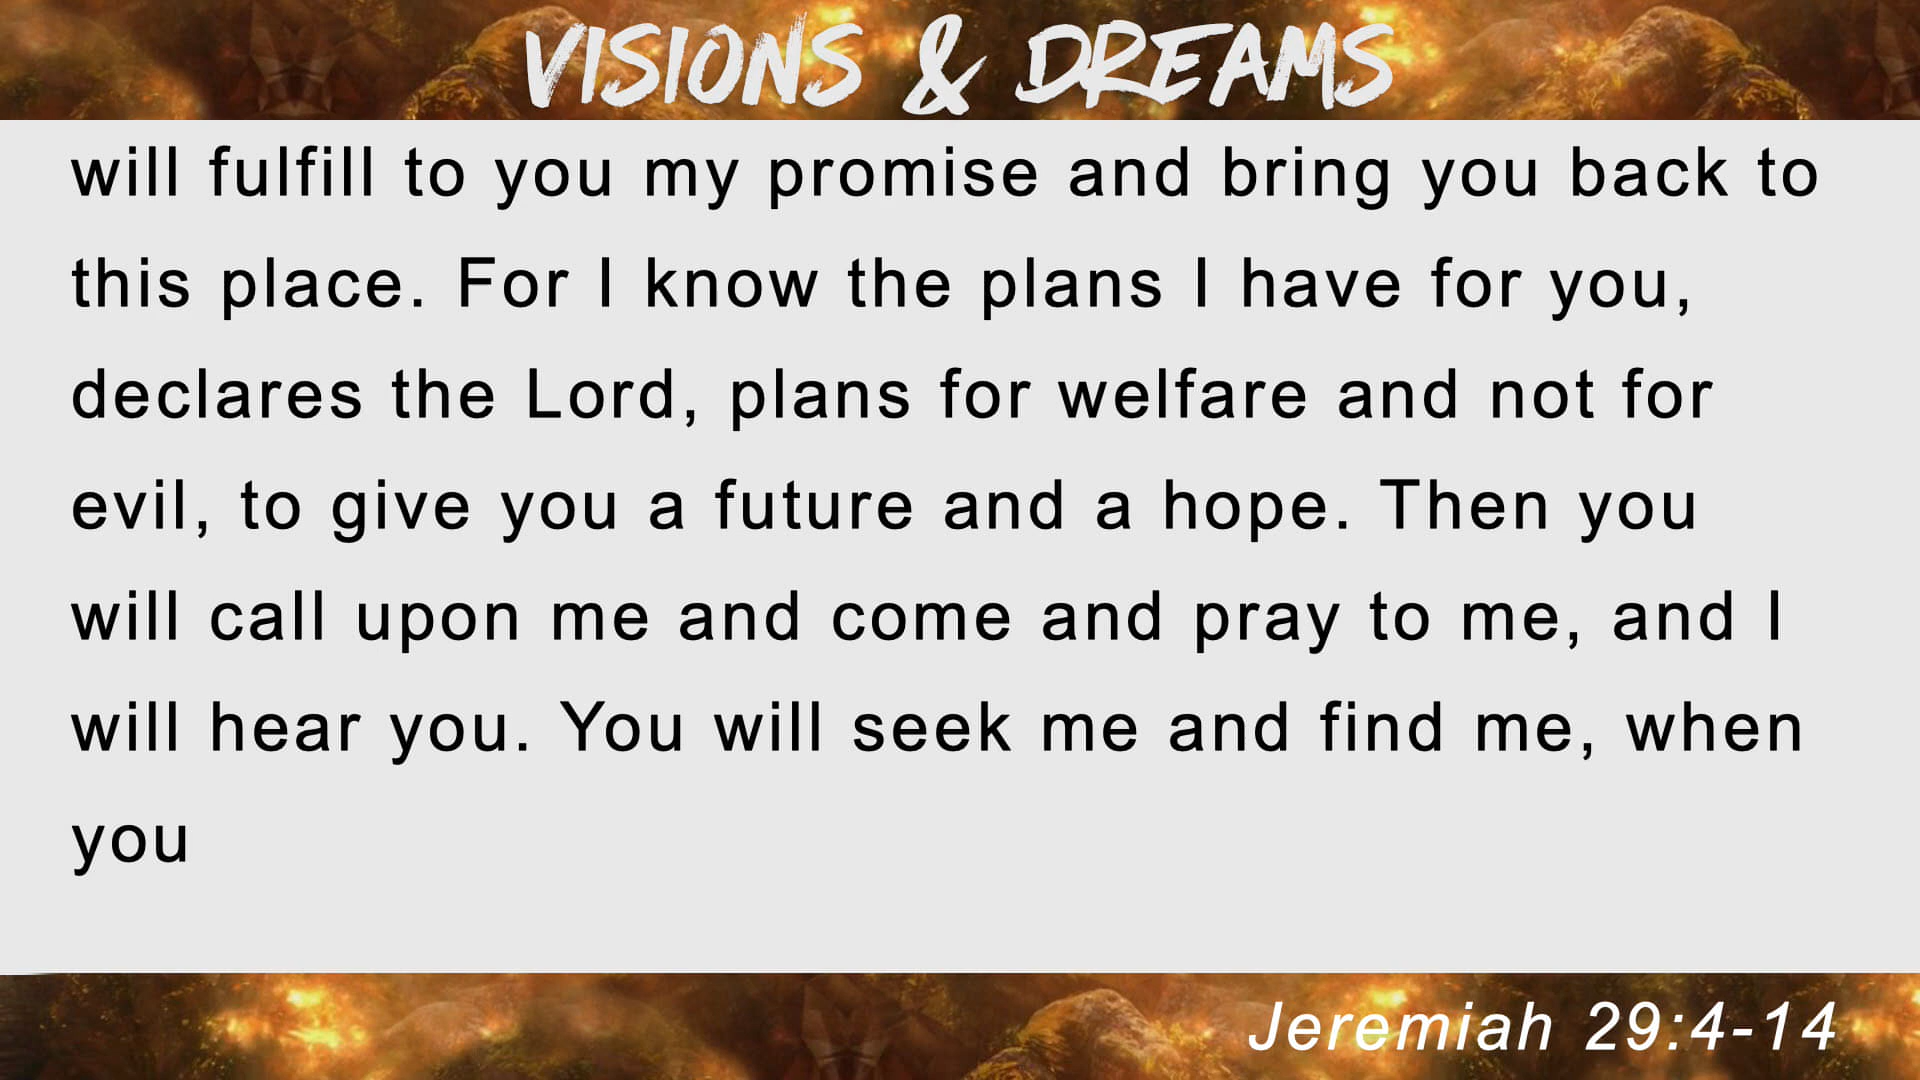 VISIONS & DREAMS
will fulfill to you my promise and bring you back to
this place. For I know the plans I have for you,
declares the Lord, plans for welfare and not for
evil, to give you a future and a hope. Then you
will call upon me and come and pray to me, and I
will hear you. You will seek me and find me, when
you
Jeremiah 29:4-14